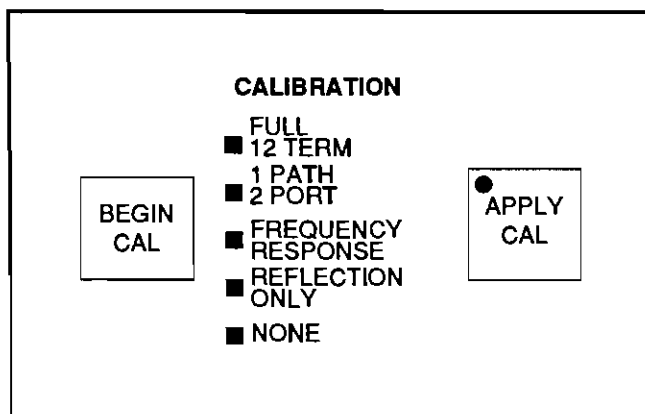 CALIBRATION
FULL
12 TERM
1 PATH
2 PORT
FREQUENCY
RESPONSE
REFLECTION
ONLY
NONE
BEGIN
CAL
APPLY
CAL